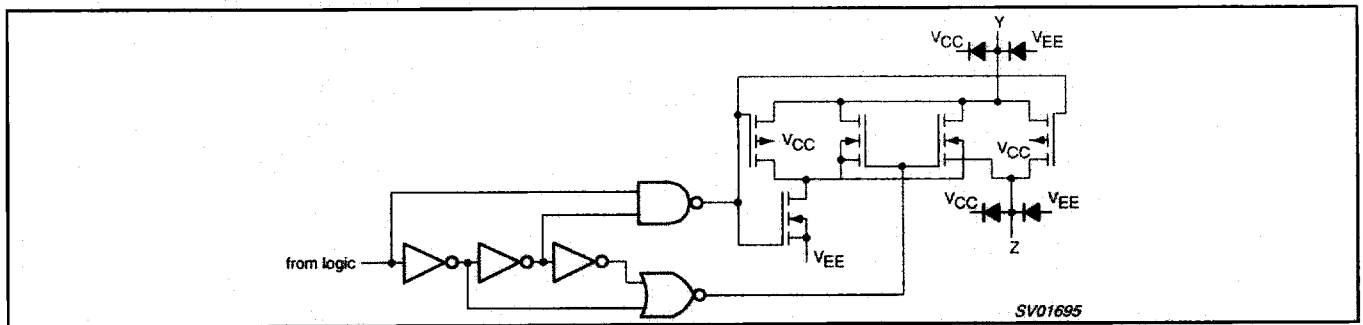 Y
VCC VEE
VCC VCC
VCC VEE
VEE Z
from logic
SV01695